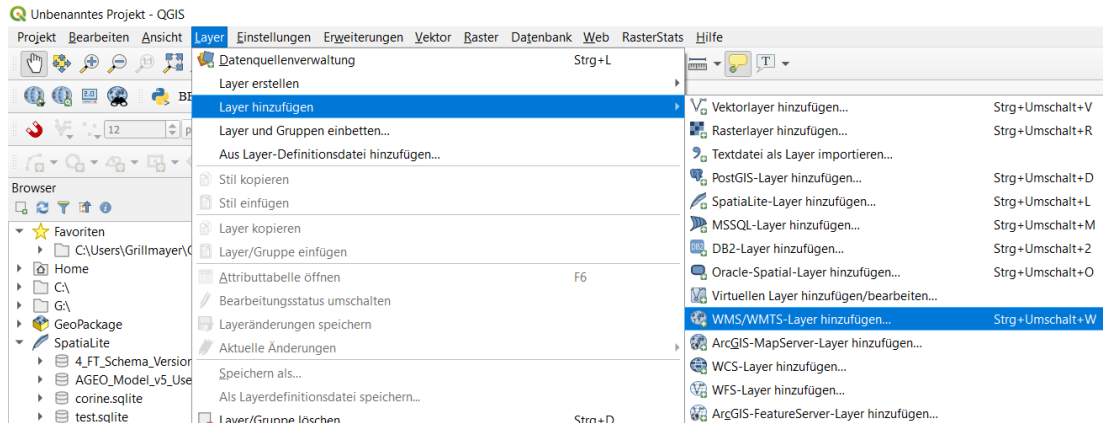 Unbenanntes Projekt - QGIS
Projekt Bearbeiten Ansicht Layer Einstellungen Erweiterungen Vektor Raster Datenbank Web RasterStats Hilfe
Datenquellenverwaltung Strg+L
Layer erstellen
Layer hinzufügen
Layer und Gruppen einbetten...
Aus Layer-Definitionsdatei hinzufügen...
Stil kopieren
Stil einfügen
Layer kopieren
Layer/Gruppe einfügen
Attributtabelle öffnen F6
Bearbeitungsstatus umschalten
Layeränderungen speichern
Aktuelle Änderungen
Speichern als...
Als Layerdefinitionsdatei speichern...
Layer/Gruppe löschen Strg+D
Vektorlayer hinzufügen... Strg+Umschalt+V
Rasterlayer hinzufügen... Strg+Umschalt+R
Textdatei als Layer importieren...
PostGIS-Layer hinzufügen... Strg+Umschalt+D
SpatiaLite-Layer hinzufügen... Strg+Umschalt+L
MSSQL-Layer hinzufügen... Strg+Umschalt+M
DB2-Layer hinzufügen... Strg+Umschalt+2
Oracle-Spatial-Layer hinzufügen... Strg+Umschalt+O
Virtuellen Layer hinzufügen/bearbeiten...
WMS/WMTS-Layer hinzufügen... Strg+Umschalt+W
ArcGIS-MapServer-Layer hinzufügen...
WCS-Layer hinzufügen...
WFS-Layer hinzufügen...
ArcGIS-FeatureServer-Layer hinzufügen...
12
Browser
Favoriten
C:\Users\Grillmayer\
Home
C:\
G:\
GeoPackage
SpatiaLite
4_FT_Schema_Version
AGEO_Model_v5_Use
corine.sqlite
test.sqlite